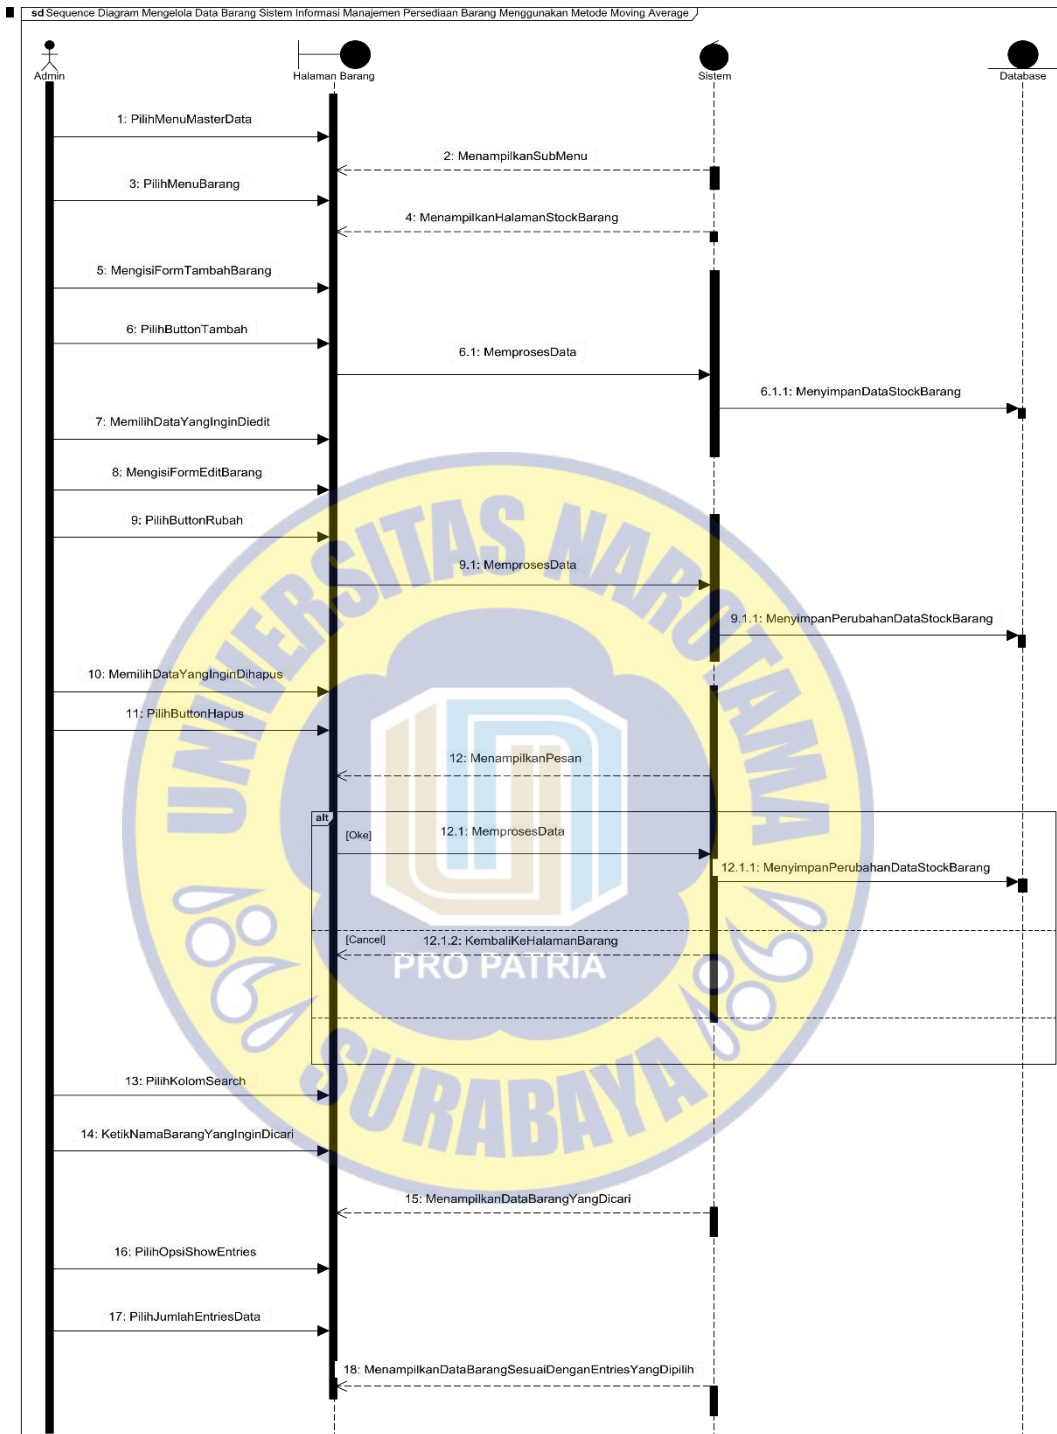 sd Sequence Diagram Mengelola Data Barang Sistem Informasi Manajemen Persediaan Barang Menggunakan Metode Moving Average
Admin
Halaman Barang
Sistem
Database
1: PilihMenuMasterData
2: MenampilkanSubMenu
3: PilihMenuBarang
4: MenampilkanHalamanStockBarang
5: MengisiFormTambahBarang
6: PilihButtonTambah
6.1: MemprosesData
6.1.1: MenyimpanDataStockBarang
7: MemilihDataYangInginDiedit
8: MengisiFormEditBarang
9: PilihButtonRubah
9.1: MemprosesData
9.1.1: MenyimpanPerubahanDataStockBarang
10: MemilihDataYangInginDihapus
11: PilihButtonHapus
12: MenampilkanPesan
alt
[Oke]
12.1: MemprosesData
12.1.1: MenyimpanPerubahanDataStockBarang
[Cancel]
12.1.2: KembaliKeHalamanBarang
13: PilihKolomSearch
14: KetikNamaBarangYangInginDicari
15: MenampilkanDataBarangYangDicari
16: PilihOpsiShowEntries
17: PilihJumlahEntriesData
18: MenampilkanDataBarangSesuaiDenganEntriesYangDipilih
UNIVERSITAS NAROTAMA
PRO PATRIA
SURABAYA